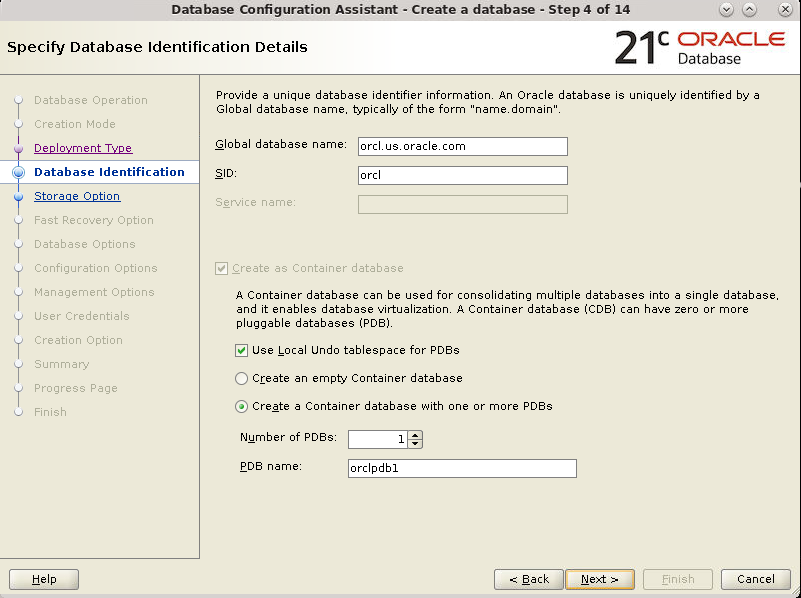 Database Configuration Assistant - Create a database - Step 4 of 14
Specify Database Identification Details
21c ORACLE
Database
Database Operation
Creation Mode
Deployment Type
Database Identification
Storage Option
Fast Recovery Option
Database Options
Configuration Options
Management Options
User Credentials
Creation Option
Summary
Progress Page
Finish
Provide a unique database identifier information. An Oracle database is uniquely identified by a
Global database name, typically of the form "name.domain".
Global database name: orcl.us.oracle.com
SID: orcl
Service name:
Create as Container database
A Container database can be used for consolidating multiple databases into a single database,
and it enables database virtualization. A Container database (CDB) can have zero or more
pluggable databases (PDB).
Use Local Undo tablespace for PDBs
Create an empty Container database
Create a Container database with one or more PDBs
Number of PDBs: 1
PDB name: orclpdb1
Help < Back Next > Finish Cancel